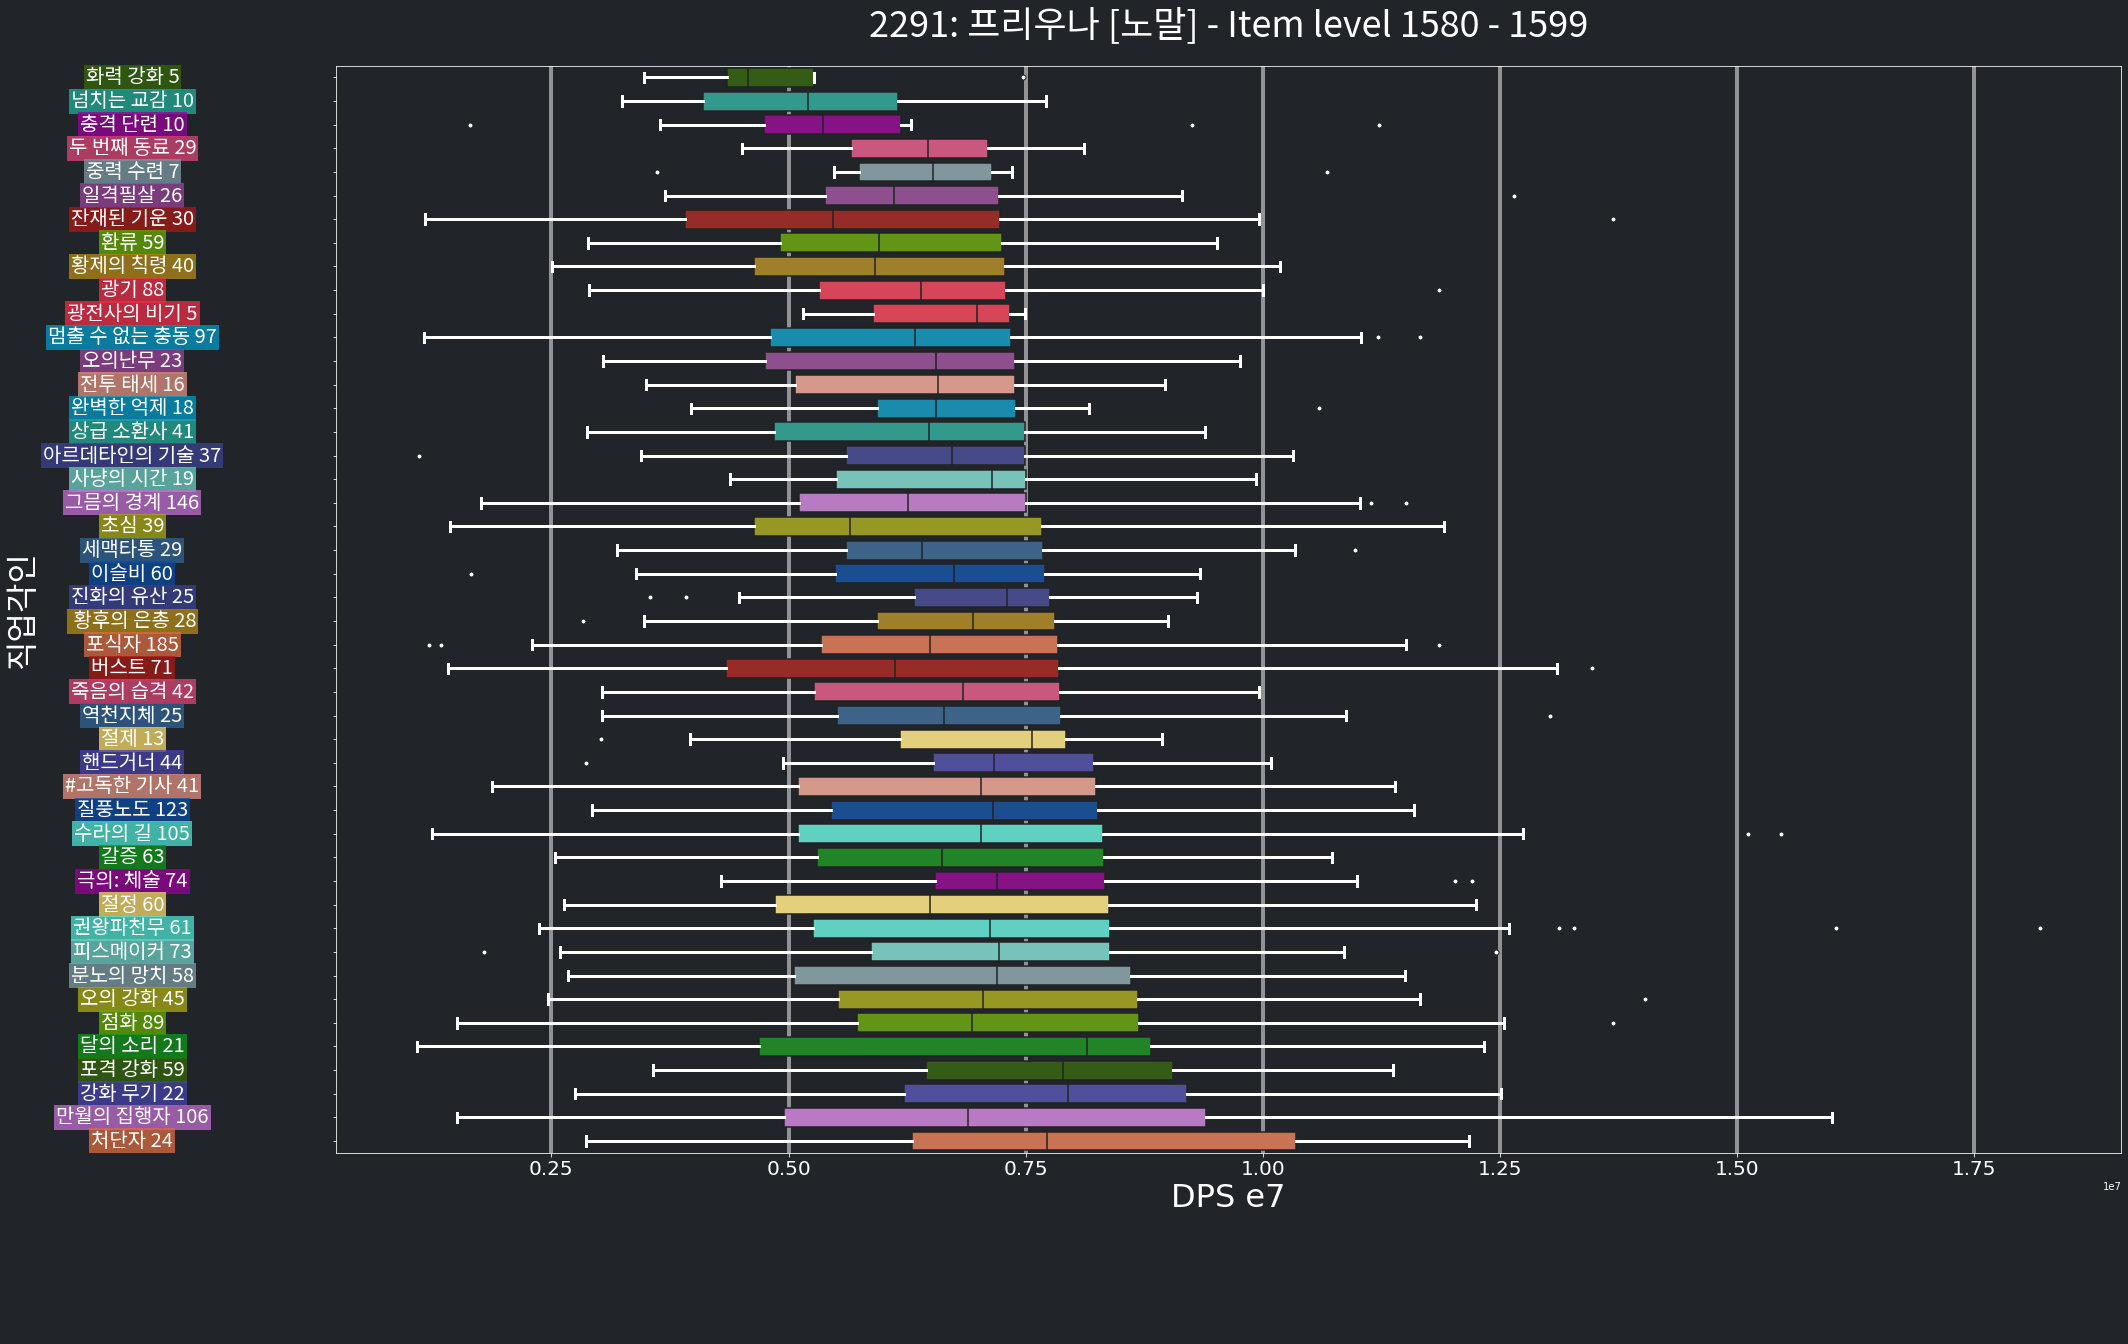 2291: 프리우나 [노말] - Item level 1580 - 1599
화력 강화 5
넘치는 교감 10
충격 단련 10
두 번째 동료 29
중력 수련 7
일격필살 26
잔재된 기운 30
환류 59
황제의 칙령 40
광기 88
광전사의 비기 5
멈출 수 없는 충동 97
오의난무 23
전투 태세 16
완벽한 억제 18
상급 소환사 41
아르데타인의 기술 37
사냥의 시간 19
그믐의 경계 146
초심 39
세맥타통 29
이슬비 60
진화의 유산 25
황후의 은총 28
포식자 185
버스트 71
죽음의 습격 42
역천지체 25
절제 13
핸드거너 44
#고독한 기사 41
질풍노도 123
수라의 길 105
갈증 63
극의: 체술 74
절정 60
권왕파천무 61
피스메이커 73
분노의 망치 58
오의 강화 45
점화 89
달의 소리 21
포격 강화 59
강화 무기 22
만월의 집행자 106
처단자 24
직업각인
0.25 0.50 0.75 1.00 1.25 1.50 1.75
DPS e7
1e7